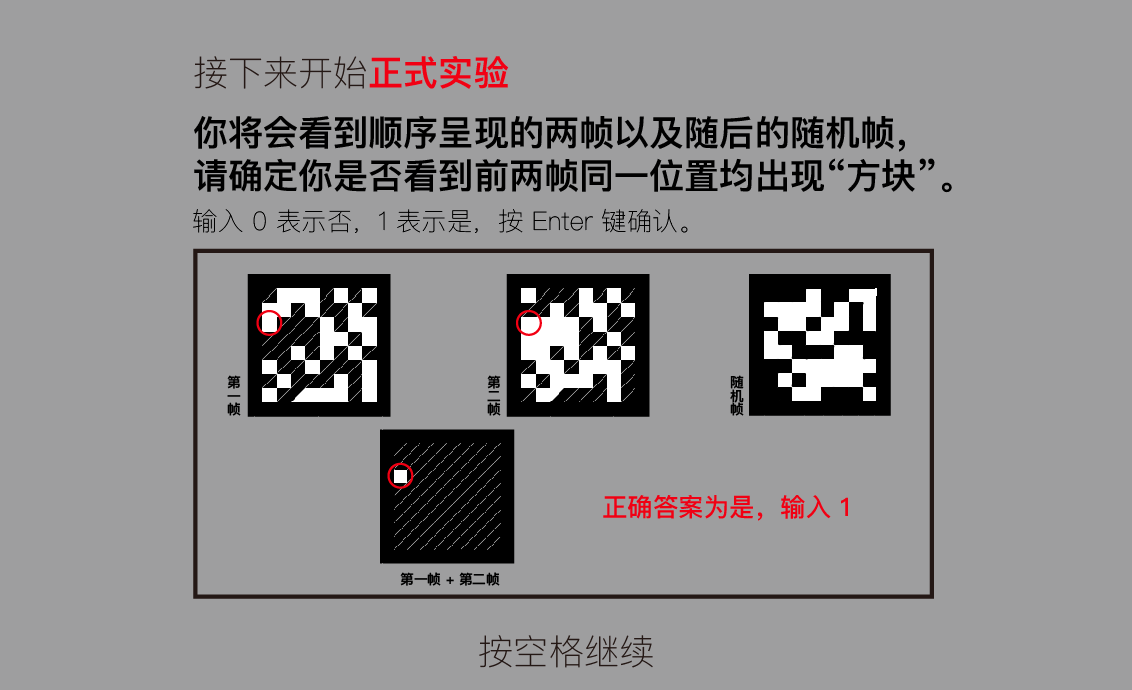 接下来开始正式实验
你将会看到顺序呈现的两帧以及随后的随机帧，
请确定你是否看到前两帧同一位置均出现“方块”。
输入 0 表示否，1 表示是，按 Enter 键确认。
第一帧
第二帧
随机帧
正确答案为是，输入 1
第一帧 + 第二帧
按空格继续